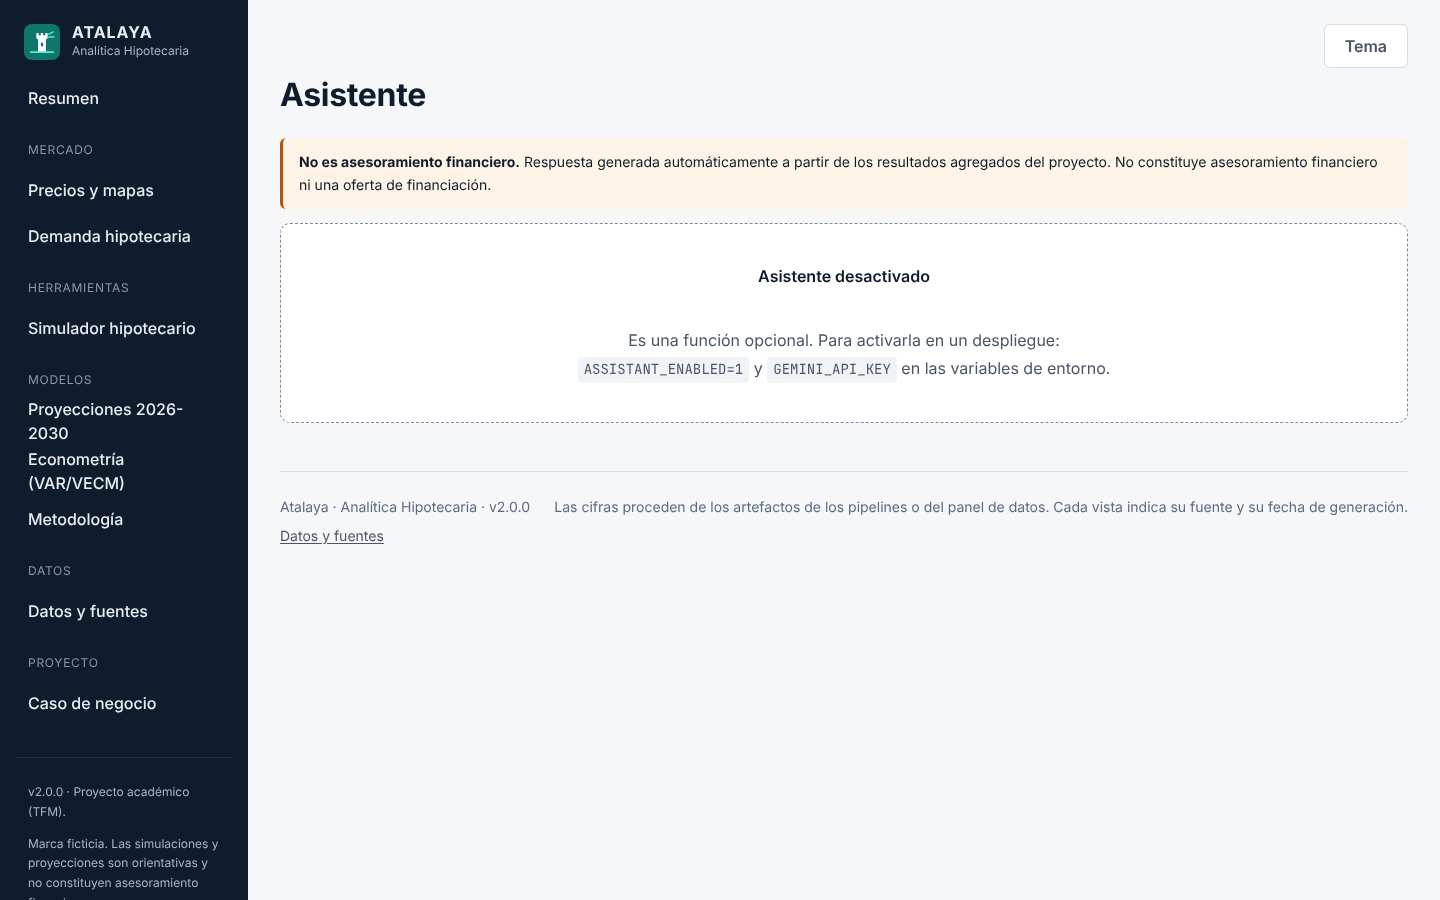 ATALAYA
Analítica Hipotecaria
Resumen
MERCADO
Precios y mapas
Demanda hipotecaria
HERRAMIENTAS
Simulador hipotecario
MODELOS
Proyecciones 2026-
2030
Econometría
(VAR/VECM)
Metodología
DATOS
Datos y fuentes
PROYECTO
Caso de negocio
v2.0.0 · Proyecto académico
(TFM).
Marca ficticia. Las simulaciones y
proyecciones son orientativas y
no constituyen asesoramiento
Tema
Asistente
No es asesoramiento financiero. Respuesta generada automáticamente a partir de los resultados agregados del proyecto. No constituye asesoramiento financiero
ni una oferta de financiación.
Asistente desactivado
Es una función opcional. Para activarla en un despliegue:
ASSISTANT_ENABLED=1 y GEMINI_API_KEY en las variables de entorno.
Atalaya · Analítica Hipotecaria · v2.0.0 Las cifras proceden de los artefactos de los pipelines o del panel de datos. Cada vista indica su fuente y su fecha de generación.
Datos y fuentes